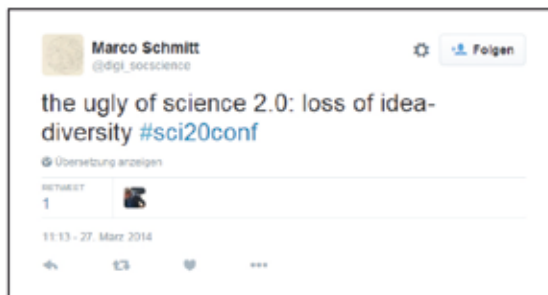 Marco Schmitt
@digi_socscience
Folgen
the ugly of science 2.0: loss of idea-
diversity #sci20conf
Übersetzung anzeigen
RETWEET
1
11:13 - 27. März 2014